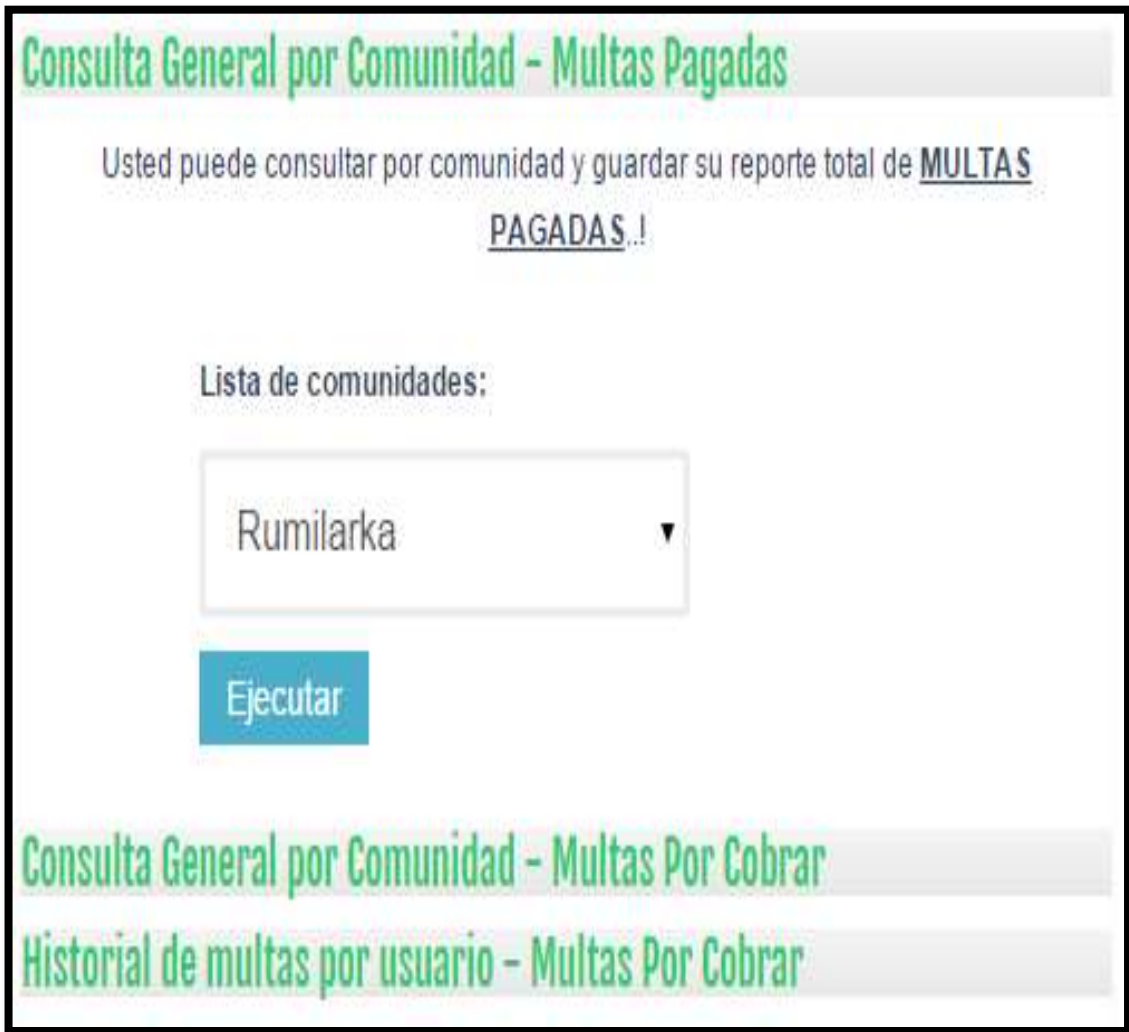 Consulta General por Comunidad - Multas Pagadas
Usted puede consultar por comunidad y guardar su reporte total de MULTAS
PAGADAS..!
Lista de comunidades:
Rumilarka
Ejecutar
Consulta General por Comunidad - Multas Por Cobrar
Historial de multas por usuario - Multas Por Cobrar